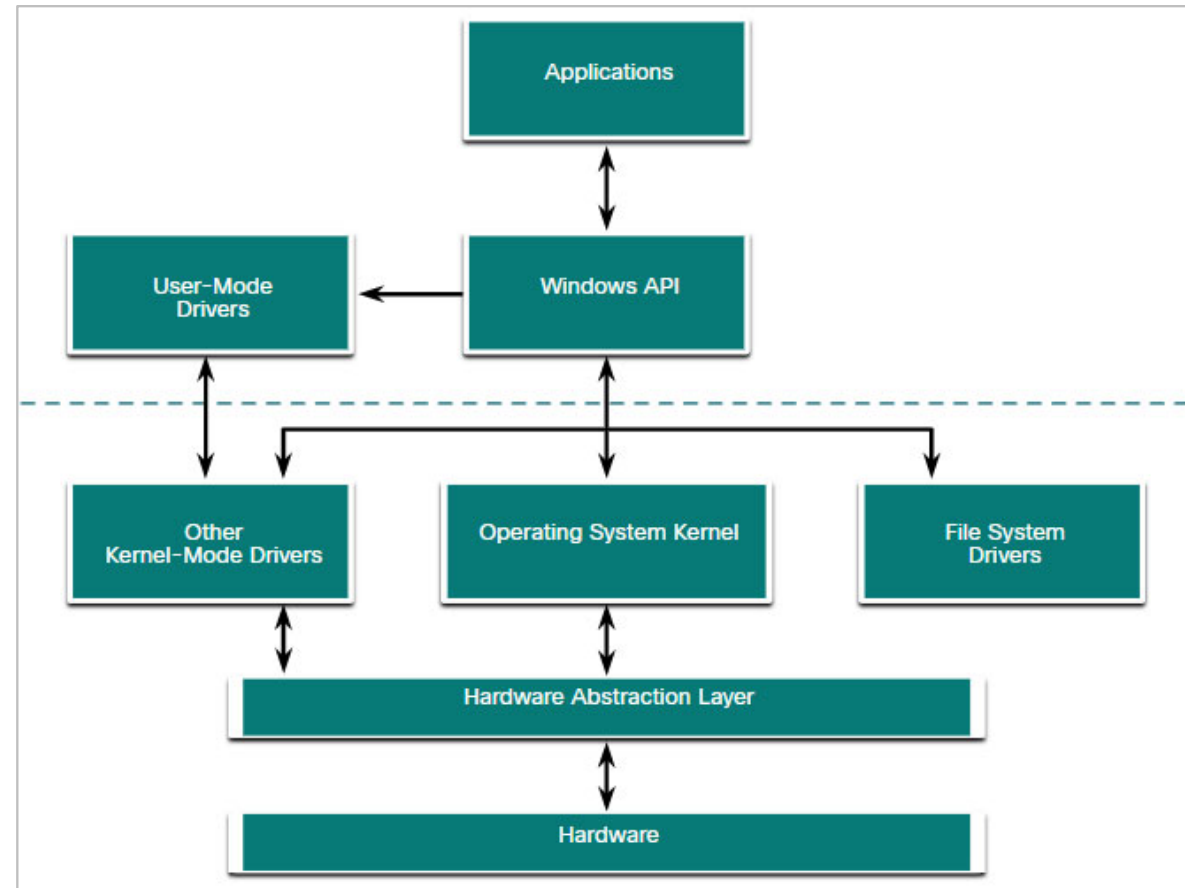 Applications
User-Mode
Drivers
Windows API
Other
Kernel-Mode Drivers
Operating System Kernel
File System
Drivers
Hardware Abstraction Layer
Hardware